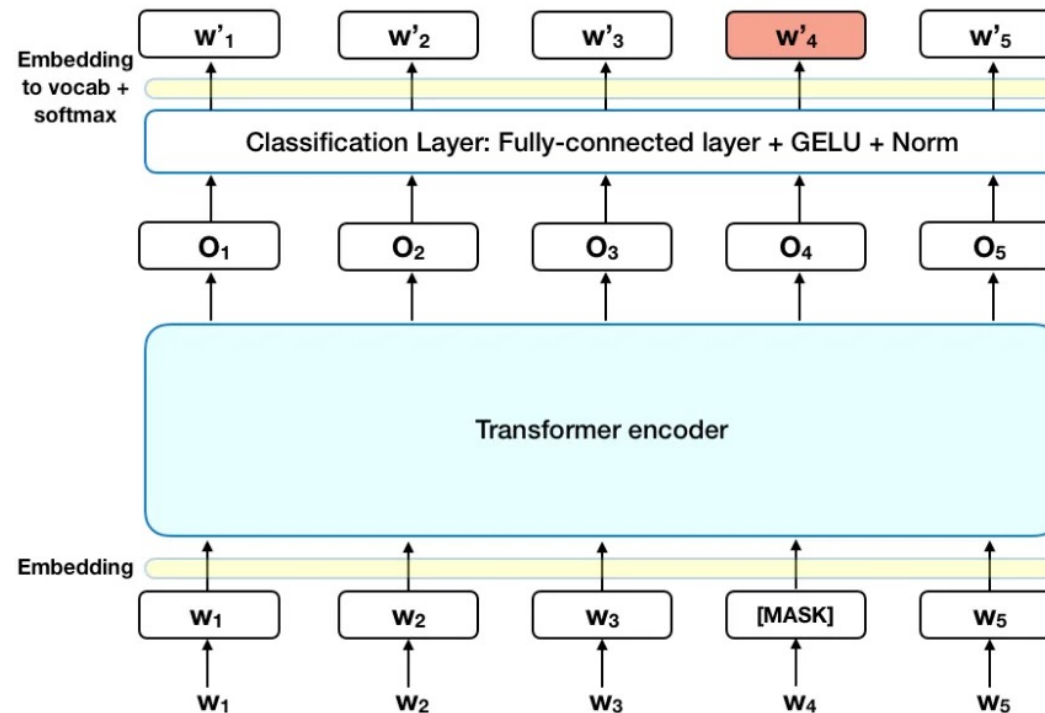 w’₁ w’₂ w’₃ w’₄ w’₅
Embedding
to vocab +
softmax
Classification Layer: Fully-connected layer + GELU + Norm
O₁ O₂ O₃ O₄ O₅
Transformer encoder
Embedding
W₁ W₂ W₃ [MASK] W₅
W₁ W₂ W₃ W₄ W₅